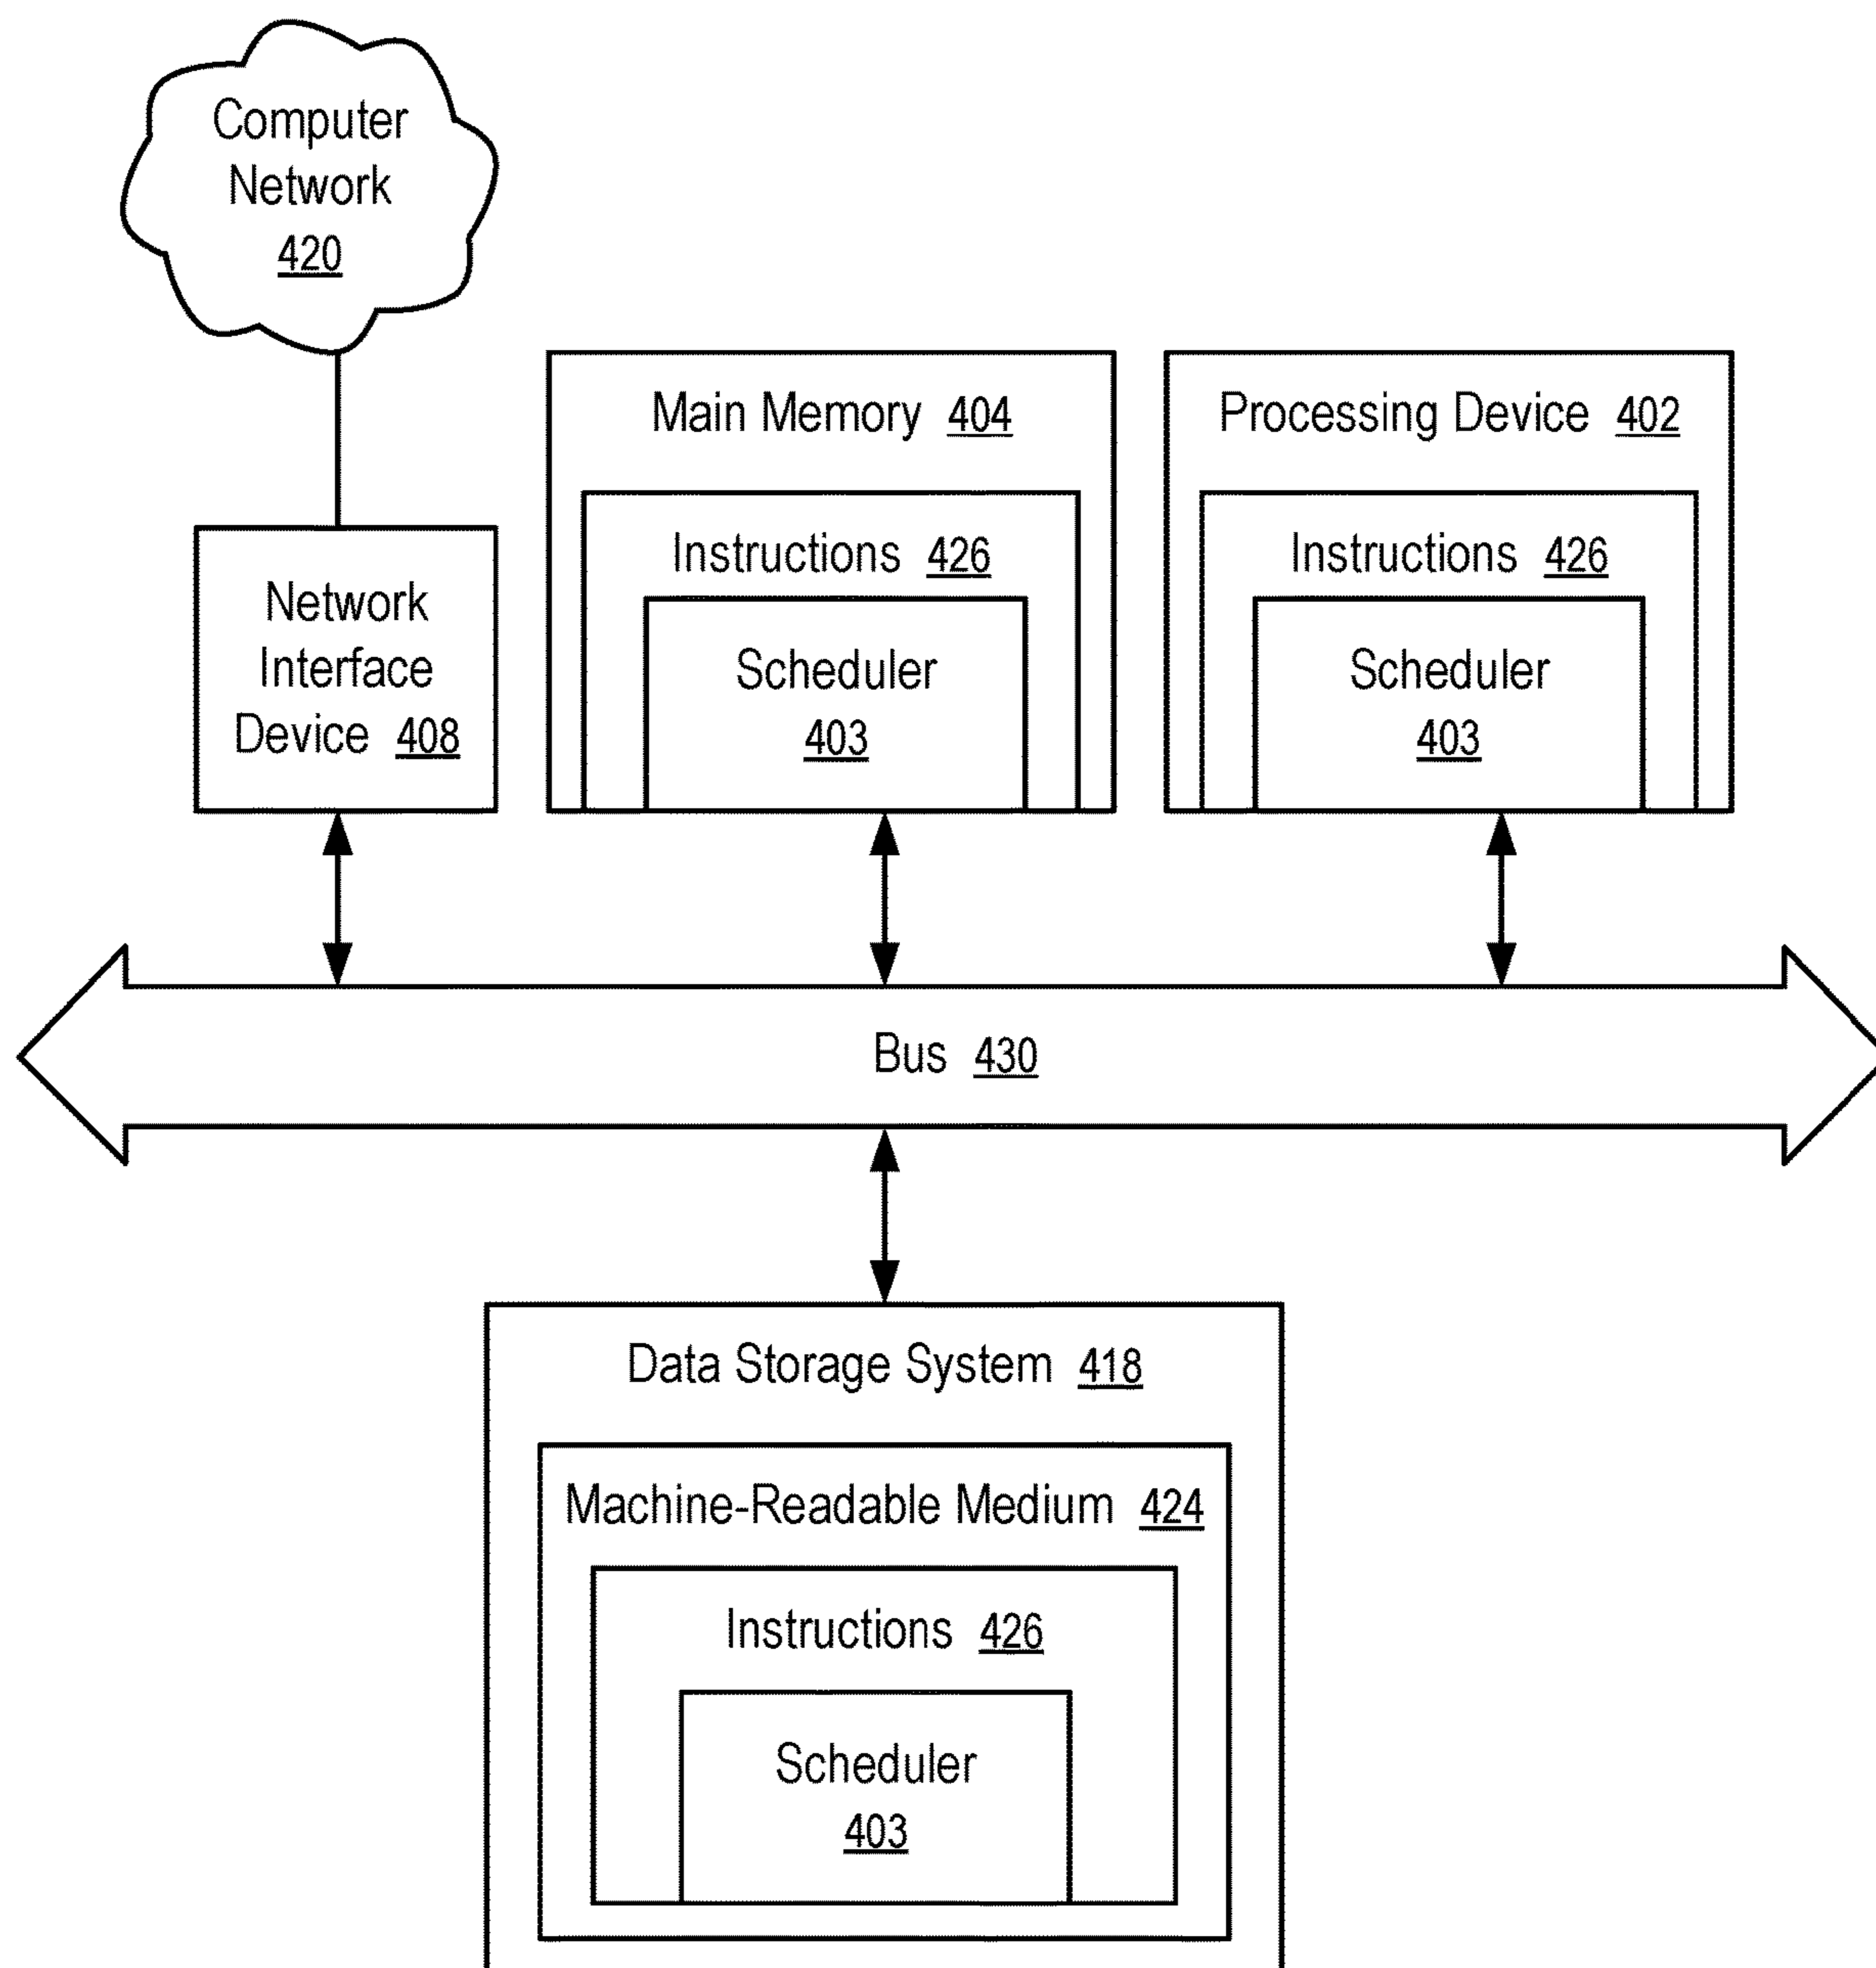 Computer
Network
420
Main Memory 404
Processing Device 402
Instructions 426
Instructions 426
Network
Interface
Device 408
Scheduler
403
Scheduler
403
Bus 430
Data Storage System 418
Machine-Readable Medium 424
Instructions 426
Scheduler
403